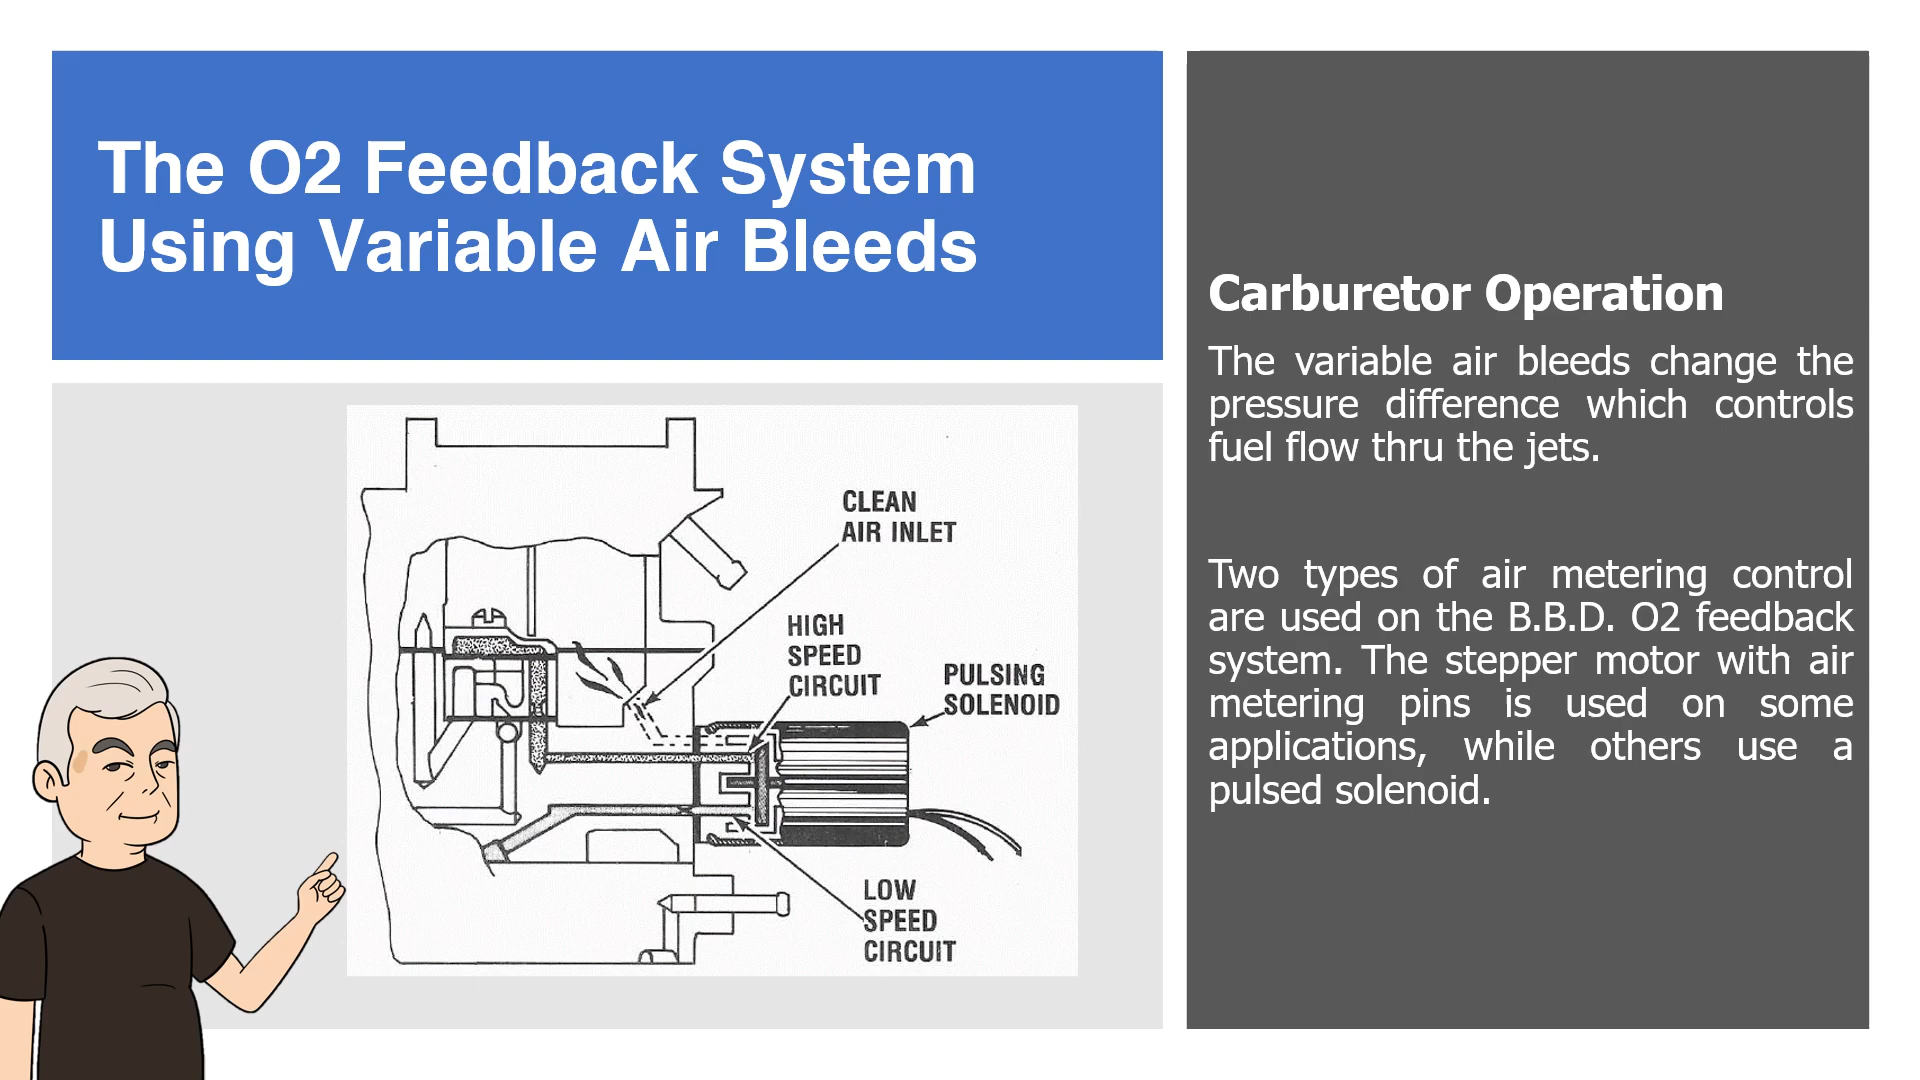 The O2 Feedback System
Using Variable Air Bleeds
CLEAN
AIR INLET
HIGH
SPEED
CIRCUIT
PULSING
SOLENOID
LOW
SPEED
CIRCUIT
Carburetor Operation
The variable air bleeds change the
pressure difference which controls
fuel flow thru the jets.
Two types of air metering control
are used on the B.B.D. O2 feedback
system. The stepper motor with air
metering pins is used on some
applications, while others use a
pulsed solenoid.